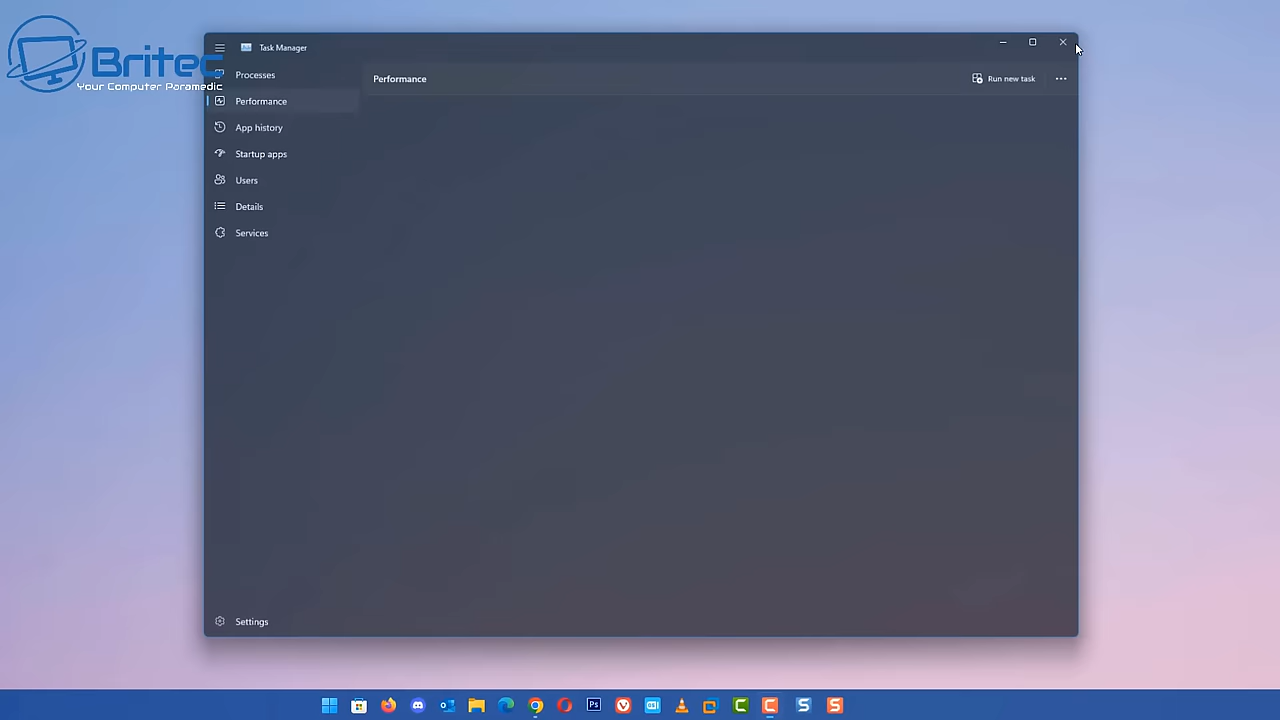 Britec
Your Computer Paramedic
Task Manager
Processes
Performance
Run new task
Performance
App history
Startup apps
Users
Details
Services
Settings
Ps